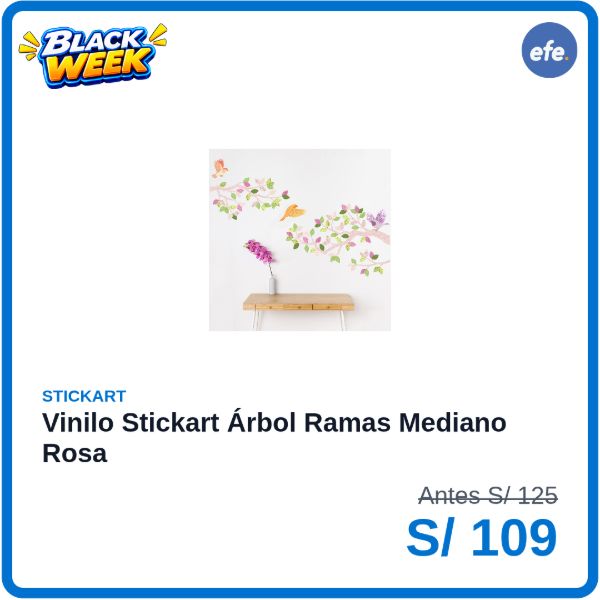 BLACK
WEEK
efe.
STICKART
Vinilo Stickart Árbol Ramas Mediano
Rosa
Antes S/ 125
S/ 109